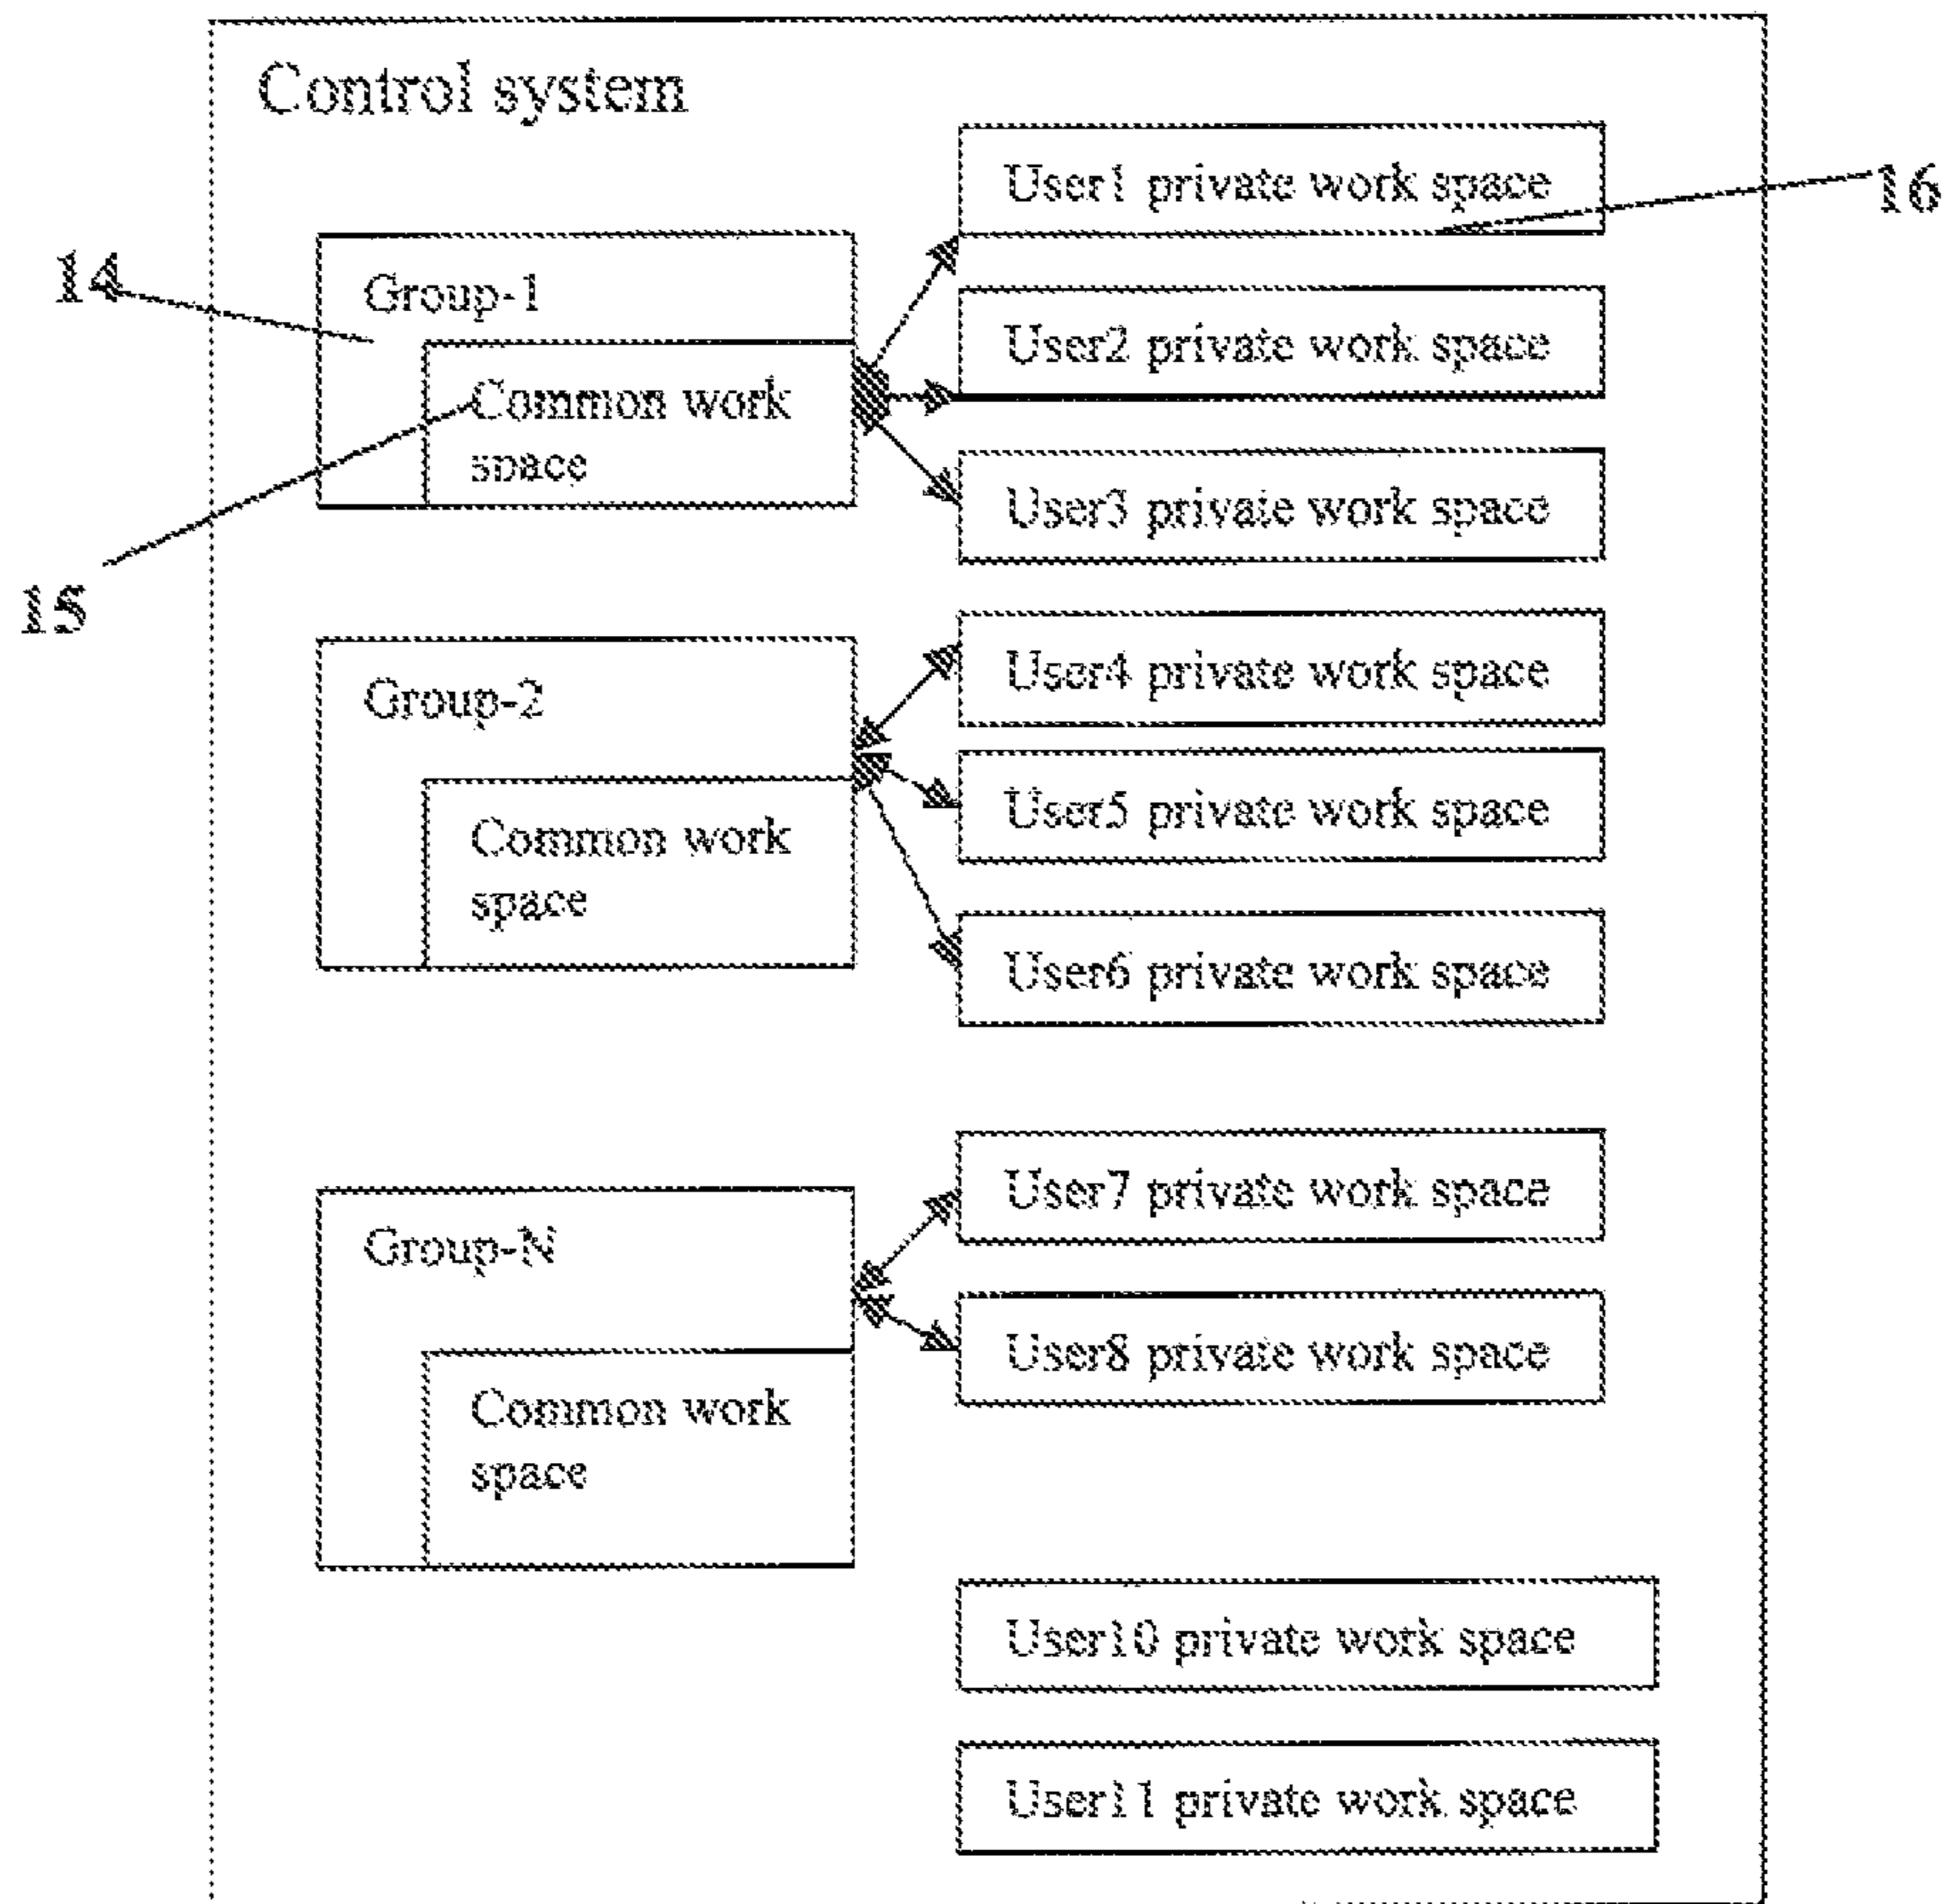 Control system
User1 private work space
16
14
Group-1
User2 private work space
Common work
space
User3 private work space
15
User4 private work space
Group-2
User5 private work space
Common work
space
User6 private work space
User7 private work space
Group-N
User8 private work space
Common work
space
User10 private work space
User11 private work space